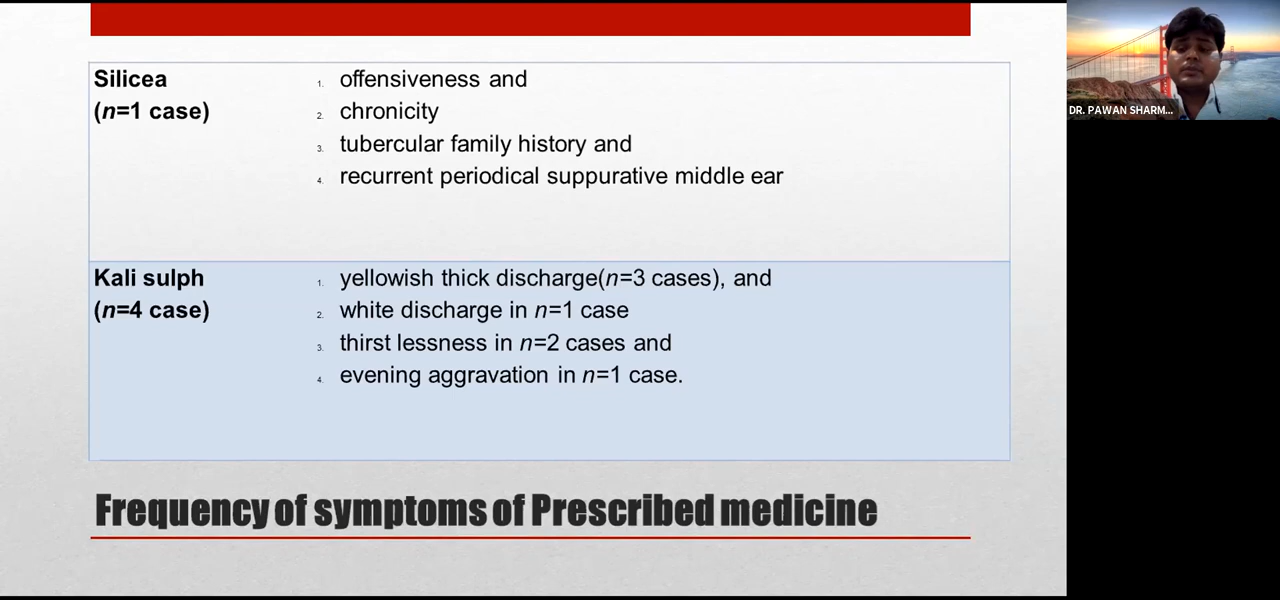 Silicea
(n=1 case)
1. offensiveness and
2. chronicity
3. tubercular family history and
4. recurrent periodical suppurative middle ear
Kali sulph
(n=4 case)
1. yellowish thick discharge(n=3 cases), and
2. white discharge in n=1 case
3. thirst lessness in n=2 cases and
4. evening aggravation in n=1 case.
Frequency of symptoms of Prescribed medicine
DR. PAWAN SHARM...